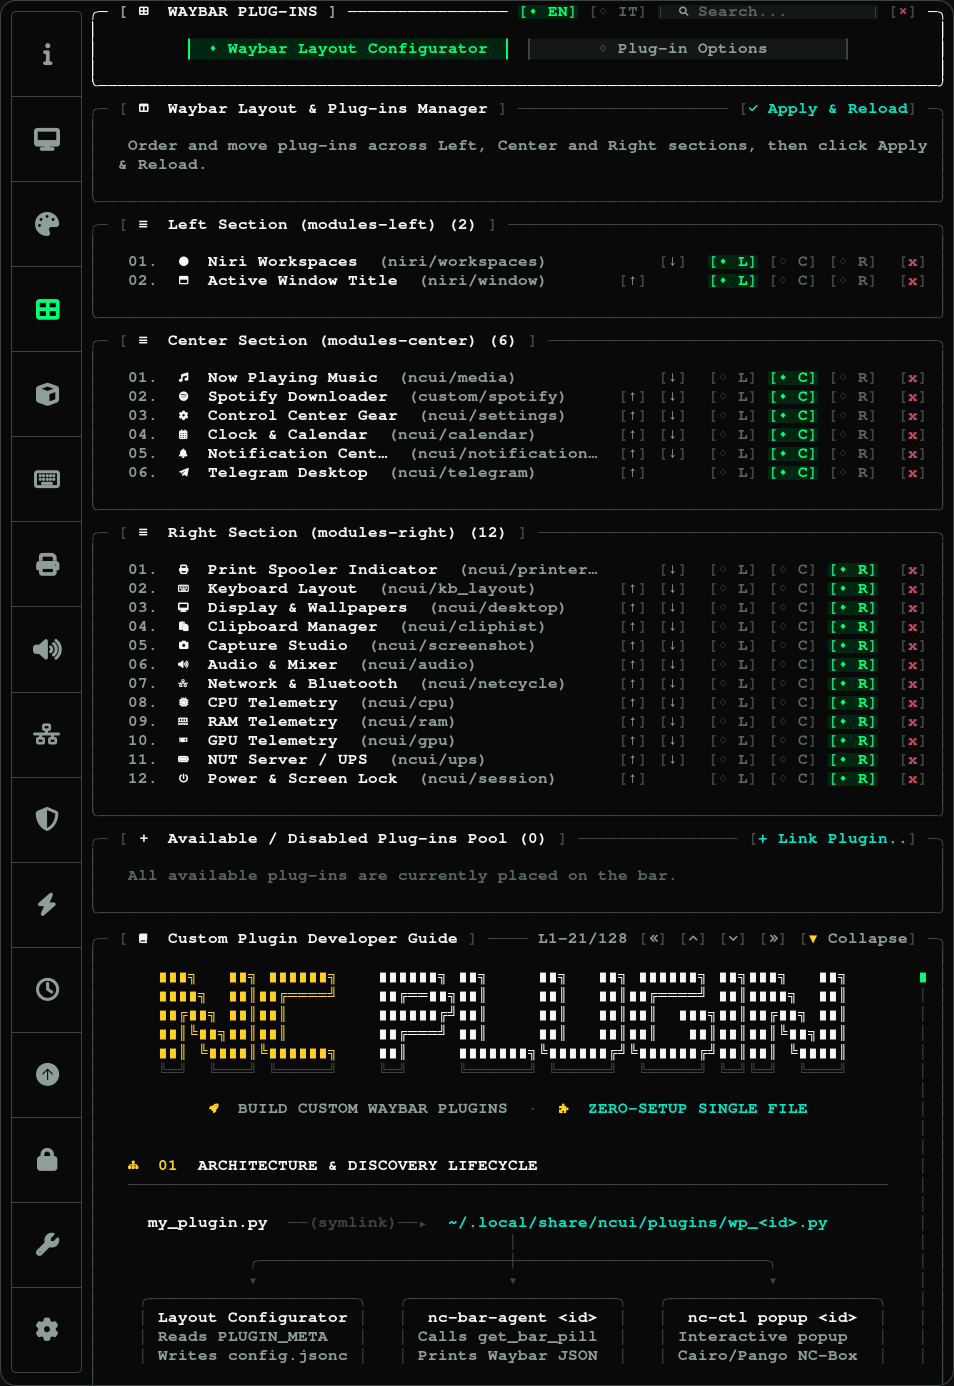 [ WAYBAR PLUG-INS ] [♦ EN] [♢ IT] Search... [×]
♦ Waybar Layout Configurator ♢ Plug-in Options
[ Waybar Layout & Plug-ins Manager ] [✓ Apply & Reload]
Order and move plug-ins across Left, Center and Right sections, then click Apply
& Reload.
[ ≡ Left Section (modules-left) (2) ]
01. Niri Workspaces (niri/workspaces) [↓] [♦ L] [♢ C] [♢ R] [x]
02. Active Window Title (niri/window) [↑] [♦ L] [♢ C] [♢ R] [x]
[ ≡ Center Section (modules-center) (6) ]
01. Now Playing Music (ncui/media) [↓] [♢ L] [♦ C] [♢ R] [x]
02. Spotify Downloader (custom/spotify) [↑] [↓] [♢ L] [♦ C] [♢ R] [x]
03. Control Center Gear (ncui/settings) [↑] [↓] [♢ L] [♦ C] [♢ R] [x]
04. Clock & Calendar (ncui/calendar) [↑] [↓] [♢ L] [♦ C] [♢ R] [x]
05. Notification Cent… (ncui/notification… [↑] [↓] [♢ L] [♦ C] [♢ R] [x]
06. Telegram Desktop (ncui/telegram) [↑] [♢ L] [♦ C] [♢ R] [x]
[ ≡ Right Section (modules-right) (12) ]
01. Print Spooler Indicator (ncui/printer… [↓] [♢ L] [♢ C] [♦ R] [x]
02. Keyboard Layout (ncui/kb_layout) [↑] [↓] [♢ L] [♢ C] [♦ R] [x]
03. Display & Wallpapers (ncui/desktop) [↑] [↓] [♢ L] [♢ C] [♦ R] [x]
04. Clipboard Manager (ncui/cliphist) [↑] [↓] [♢ L] [♢ C] [♦ R] [x]
05. Capture Studio (ncui/screenshot) [↑] [↓] [♢ L] [♢ C] [♦ R] [x]
06. Audio & Mixer (ncui/audio) [↑] [↓] [♢ L] [♢ C] [♦ R] [x]
07. Network & Bluetooth (ncui/netcycle) [↑] [↓] [♢ L] [♢ C] [♦ R] [x]
08. CPU Telemetry (ncui/cpu) [↑] [↓] [♢ L] [♢ C] [♦ R] [x]
09. RAM Telemetry (ncui/ram) [↑] [↓] [♢ L] [♢ C] [♦ R] [x]
10. GPU Telemetry (ncui/gpu) [↑] [↓] [♢ L] [♢ C] [♦ R] [x]
11. NUT Server / UPS (ncui/ups) [↑] [↓] [♢ L] [♢ C] [♦ R] [x]
12. Power & Screen Lock (ncui/session) [↑] [♢ L] [♢ C] [♦ R] [x]
[ + Available / Disabled Plug-ins Pool (0) ] [+ Link Plugin..]
All available plug-ins are currently placed on the bar.
[ Custom Plugin Developer Guide ] L1-21/128 [«] [^] [v] [»] [▼ Collapse]
NC PLUGIN
BUILD CUSTOM WAYBAR PLUGINS · ZERO-SETUP SINGLE FILE
01 ARCHITECTURE & DISCOVERY LIFECYCLE
my_plugin.py ──(symlink)──▸ ~/.local/share/ncui/plugins/wp_<id>.py
Layout Configurator nc-bar-agent <id> nc-ctl popup <id>
Reads PLUGIN_META Calls get_bar_pill Interactive popup
Writes config.jsonc Prints Waybar JSON Cairo/Pango NC-Box